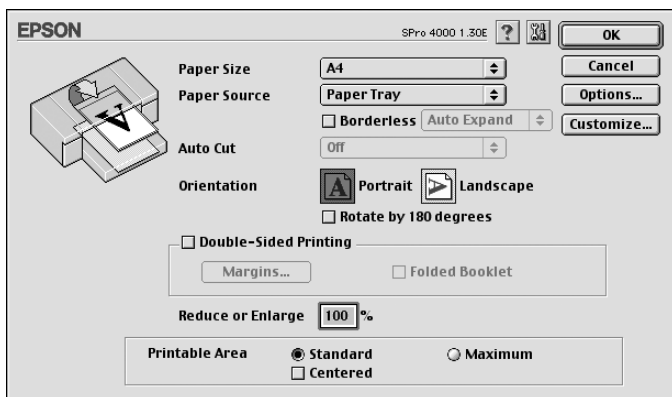 EPSON
SPro 4000 1.30E ?
OK
Paper Size A4
Cancel
Paper Source Paper Tray
Options...
Borderless Auto Expand
Customize...
Auto Cut Off
Orientation A Portrait A Landscape
Rotate by 180 degrees
Double-Sided Printing
Margins... Folded Booklet
Reduce or Enlarge 100 %
Printable Area Standard Maximum
Centered